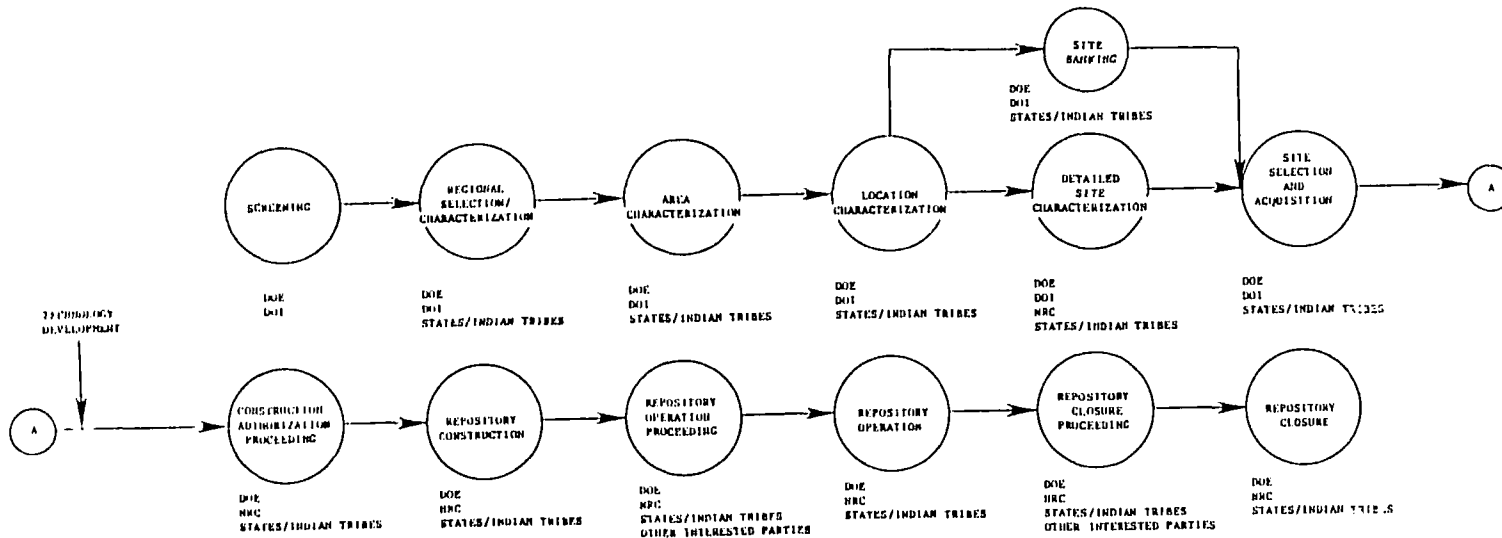 SITE
BANKING
DOE
DOI
STATES/INDIAN TRIBES
SCREENING
DOE
DOI
REGIONAL
SELECTION/
CHARACTERIZATION
DOE
DOI
STATES/INDIAN TRIBES
AREA
CHARACTERIZATION
DOE
DOI
STATES/INDIAN TRIBES
LOCATION
CHARACTERIZATION
DOE
DOI
STATES/INDIAN TRIBES
DETAILED
SITE
CHARACTERIZATION
DOE
DOI
NRC
STATES/INDIAN TRIBES
SITE
SELECTION
AND
ACQUISITION
DOE
DOI
STATES/INDIAN TRIBES
A
TECHNOLOGY
DEVELOPMENT
A
CONSTRUCTION
AUTHORIZATION
PROCEEDING
DOE
NRC
STATES/INDIAN TRIBES
REPOSITORY
CONSTRUCTION
DOE
NRC
STATES/INDIAN TRIBES
REPOSITORY
OPERATION
PROCEEDING
DOE
NRC
STATES/INDIAN TRIBES
OTHER INTERESTED PARTIES
REPOSITORY
OPERATION
DOE
NRC
STATES/INDIAN TRIBES
REPOSITORY
CLOSURE
PROCEEDING
DOE
NRC
STATES/INDIAN TRIBES
OTHER INTERESTED PARTIES
REPOSITORY
CLOSURE
DOE
NRC
STATES/INDIAN TRIBES